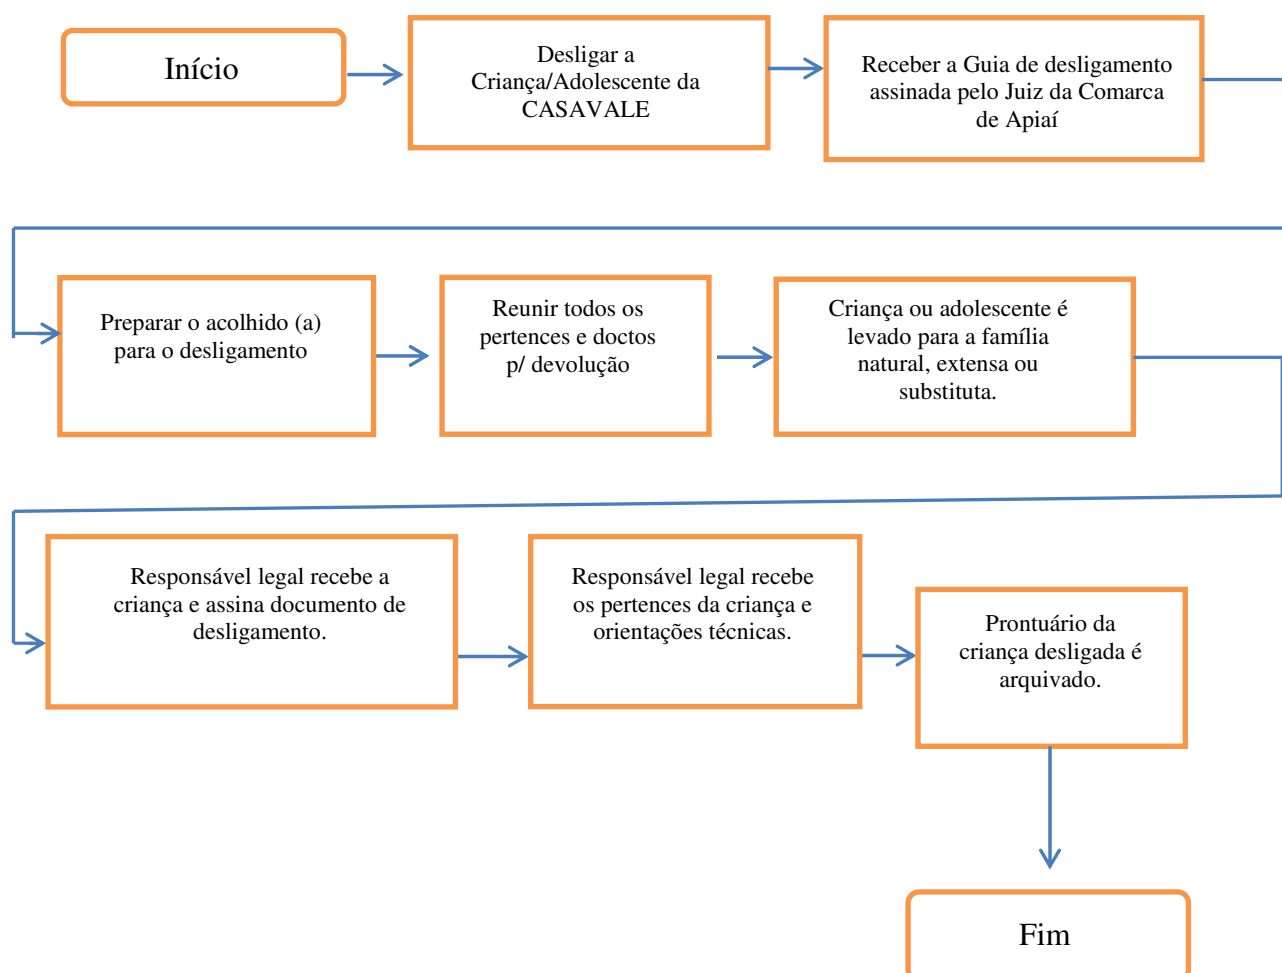 Início
Desligar a
Criança/Adolescente da
CASAVALE
Receber a Guia de desligamento
assinada pelo Juiz da Comarca
de Apiaí
Preparar o acolhido (a)
para o desligamento
Reunir todos os
pertences e doctos
p/ devolução
Criança ou adolescente é
levado para a família
natural, extensa ou
substituta.
Responsável legal recebe a
criança e assina documento de
desligamento.
Responsável legal recebe
os pertences da criança e
orientações técnicas.
Prontuário da
criança desligada é
arquivado.
Fim